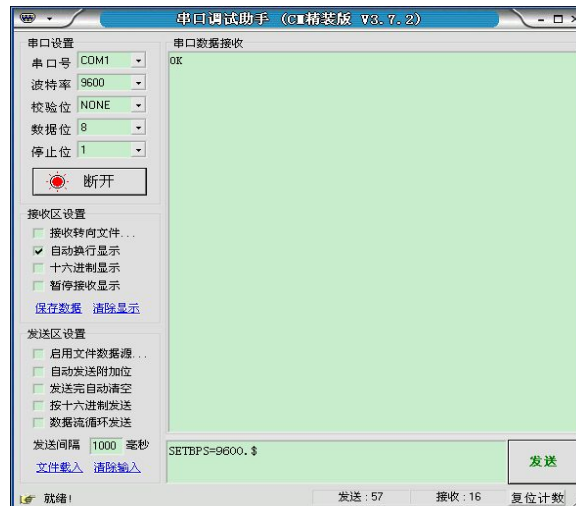 串口调试助手 (CM精装版 V3.7.2)
串口设置
串口号 COM1
波特率 9600
校验位 NONE
数据位 8
停止位 1
断开
接收区设置
接收转向文件...
自动换行显示
十六进制显示
暂停接收显示
保存数据 清除显示
发送区设置
启用文件数据源...
自动发送附加位
发送完自动清空
按十六进制发送
数据流循环发送
发送间隔 1000 毫秒
文件载入 清除输入
串口数据接收
OK
SETBPS=9600.$
发送
就绪!
发送:57
接收:16
复位计数